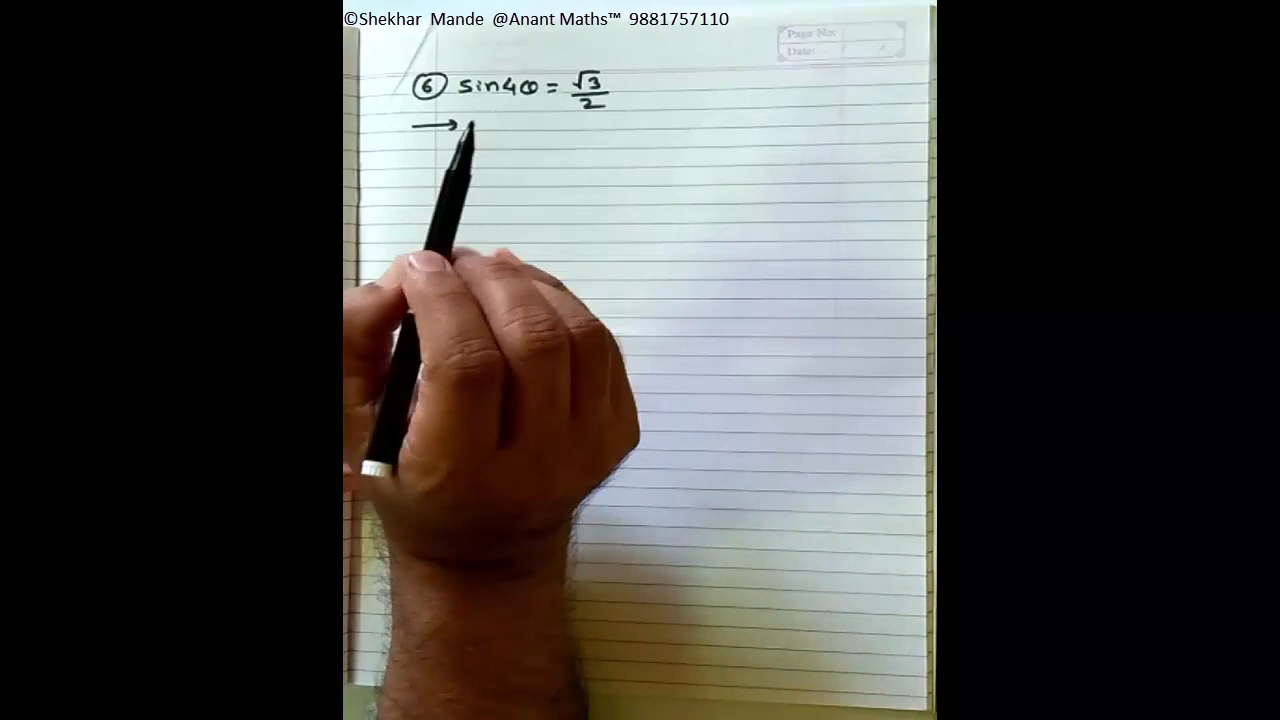 ©Shekhar Mande @Anant Maths™ 9881757110
Page No:
Date: / /
⑥ sin4θ = √3/2
→